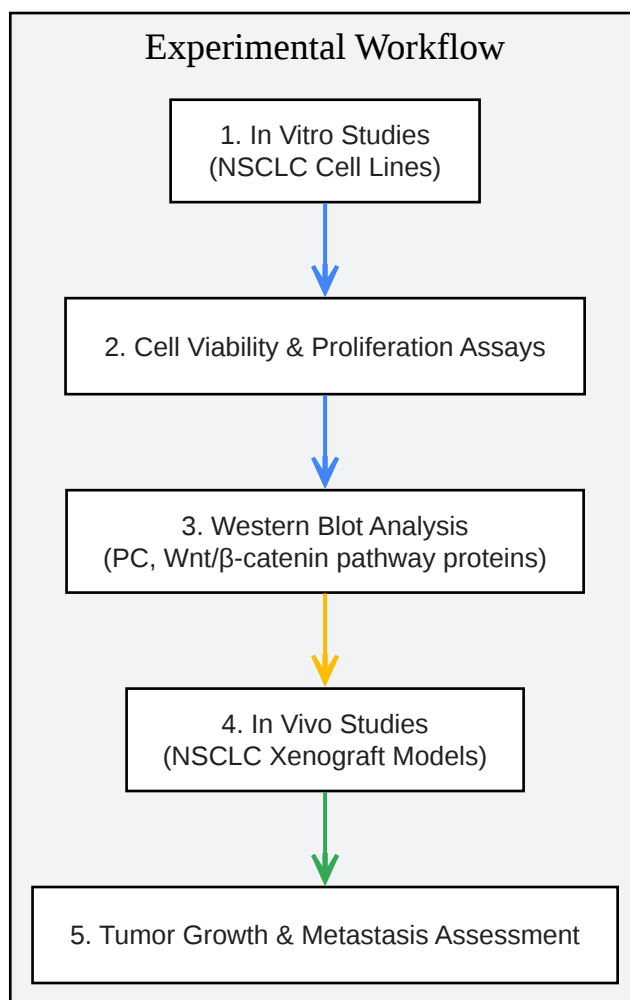 Experimental Workflow
1. In Vitro Studies
(NSCLC Cell Lines)
2. Cell Viability & Proliferation Assays
3. Western Blot Analysis
(PC, Wnt/β-catenin pathway proteins)
4. In Vivo Studies
(NSCLC Xenograft Models)
5. Tumor Growth & Metastasis Assessment